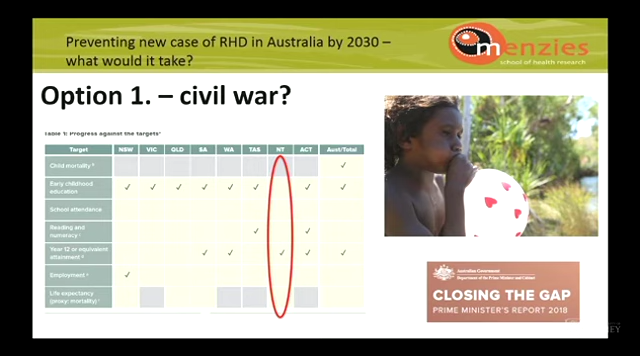 Preventing new case of RHD in Australia by 2030 –
what would it take?
menzies
school of health research
Option 1. – civil war?
Table 1: Progress against the targets
Target NSW VIC QLD SA WA TAS NT ACT Aust/Total
Child mortality ✓
Early childhood
education ✓ ✓ ✓ ✓ ✓ ✓ ✓ ✓
School attendance
Reading and
numeracy ✓ ✓
Year 12 or equivalent
attainment ✓ ✓ ✓ ✓ ✓
Employment ✓
Life expectancy
(proxy: mortality)
Australian Government
Department of the Prime Minister and Cabinet
CLOSING THE GAP
PRIME MINISTER'S REPORT 2018